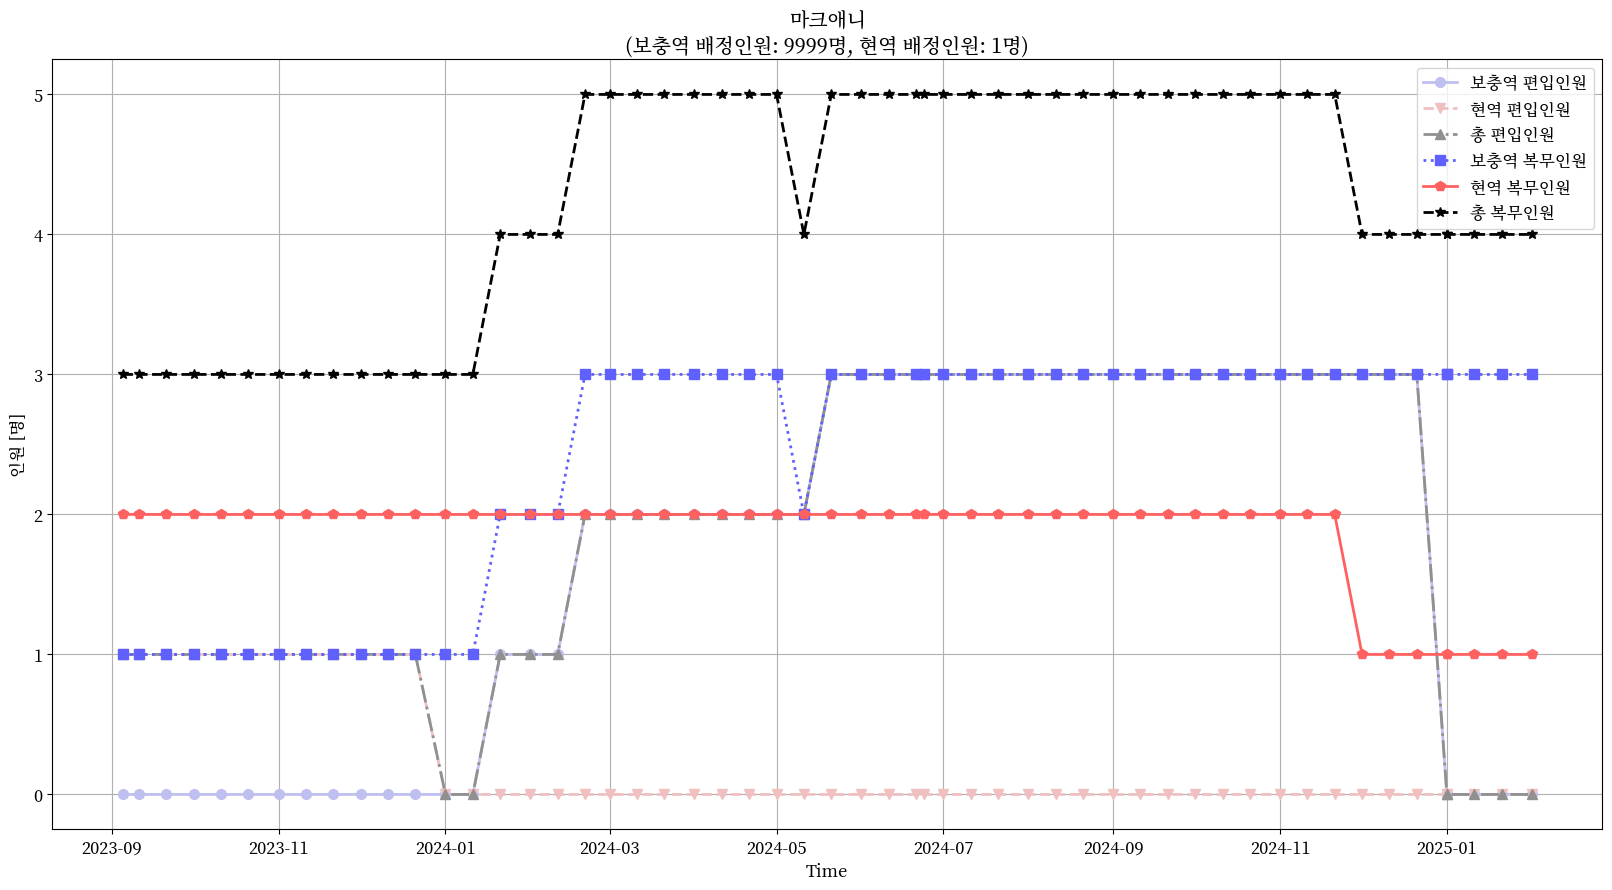 마크애니
(보충역 배정인원: 9999명, 현역 배정인원: 1명)
보충역 편입인원
현역 편입인원
총 편입인원
보충역 복무인원
현역 복무인원
총 복무인원
인원 [명]
5
4
3
2
1
0
2023-09
2023-11
2024-01
2024-03
2024-05
2024-07
2024-09
2024-11
2025-01
Time